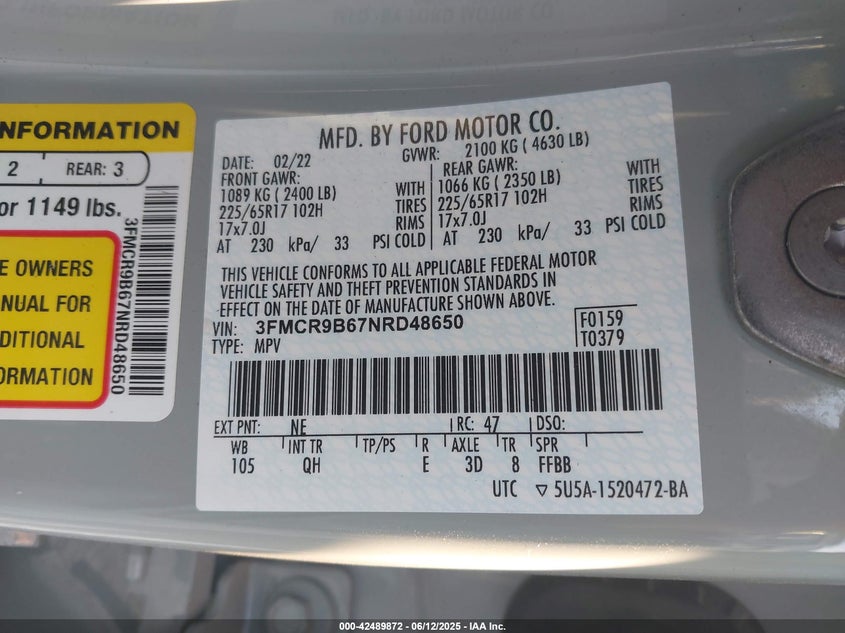 NFORMATION
2 REAR: 3
or 1149 lbs.
E OWNERS
NUAL FOR
DITIONAL
ORMATION
3FMCR9B67NRD48650
MFD. BY FORD MOTOR CO.
DATE: 02/22 GVWR: 2100 KG ( 4630 LB)
FRONT GAWR: REAR GAWR:
1089 KG ( 2400 LB) WITH 1066 KG ( 2350 LB) WITH
225/65R17 102H TIRES 225/65R17 102H TIRES
17x7.0J RIMS 17x7.0J RIMS
AT 230 kPa/ 33 PSI COLD AT 230 kPa/ 33 PSI COLD
THIS VEHICLE CONFORMS TO ALL APPLICABLE FEDERAL MOTOR
VEHICLE SAFETY AND THEFT PREVENTION STANDARDS IN
EFFECT ON THE DATE OF MANUFACTURE SHOWN ABOVE.
VIN: 3FMCR9B67NRD48650 F0159
TYPE: MPV T0379
EXT PNT: NE RC: 47 DSO:
WB INT TR TP/PS R AXLE TR SPR
105 QH E 3D 8 FFBB
UTC ▽ 5U5A-1520472-BA
000-42489872 - 06/12/2025 - IAA Inc.